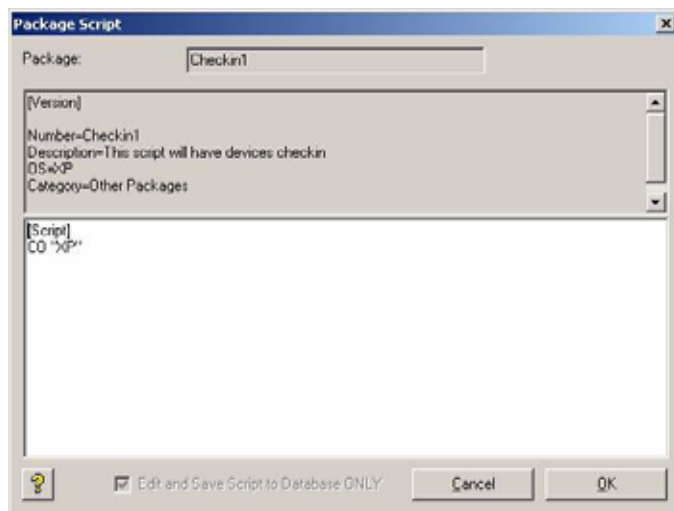 Package Script
Package: Checkin1
[Version]
Number=Checkin1
Description=This script will have devices checkin
OS=XP
Category=Other Packages
[Script]
CO "XP"
Edit and Save Script to Database ONLY
Cancel
OK